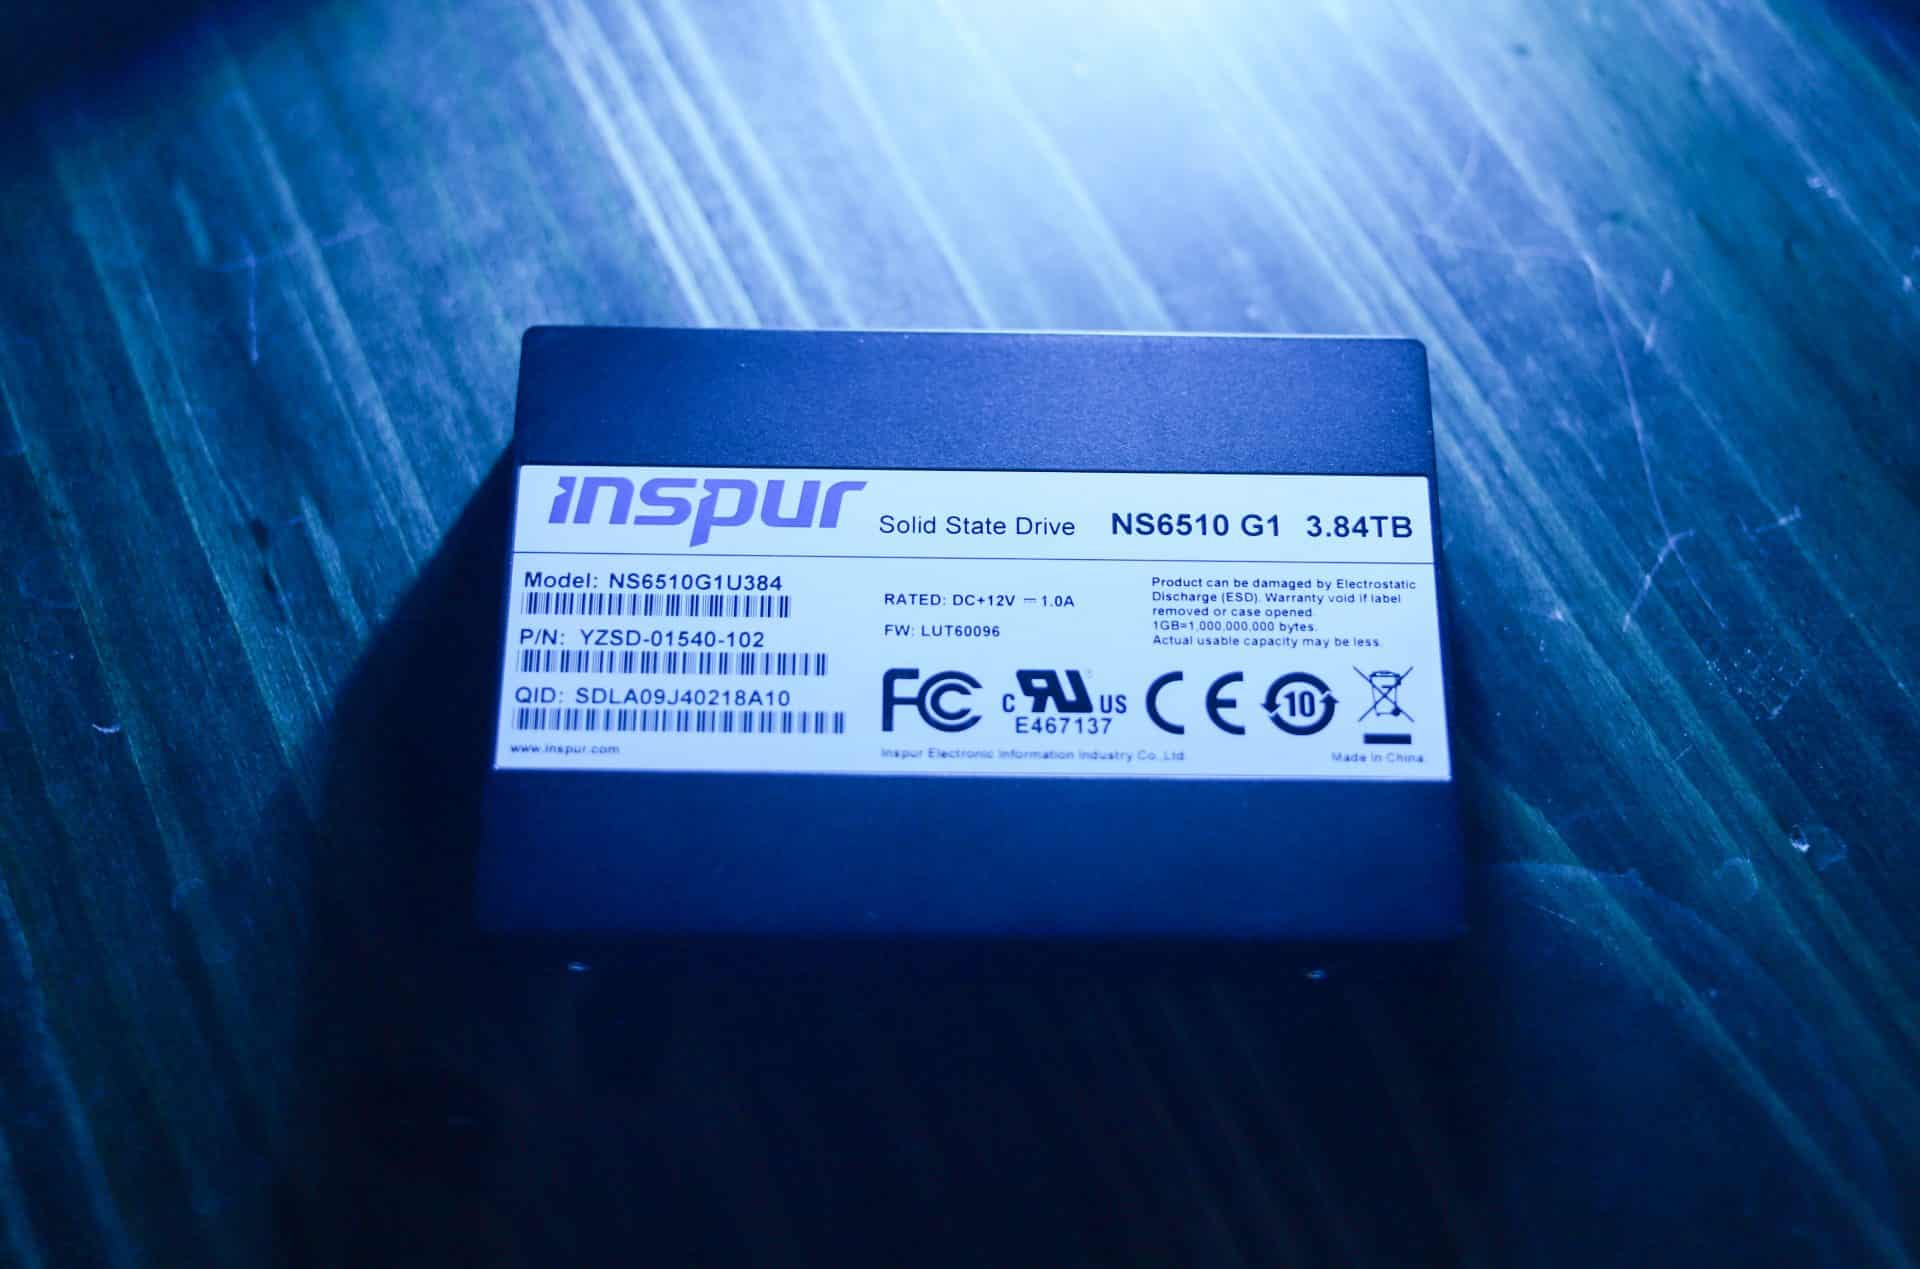 inspur Solid State Drive NS6510 G1 3.84TB
Model: NS6510G1U384
P/N: YZSD-01540-102
QID: SDLA09J40218A10
www.inspur.com
RATED: DC+12V ⎓ 1.0A
FW: LUT60096
Product can be damaged by Electrostatic
Discharge (ESD). Warranty void if label
removed or case opened.
1GB=1,000,000,000 bytes.
Actual usable capacity may be less.
FC c RU US CE 10
E467137
Inspur Electronic Information Industry Co.,Ltd.
Made In China